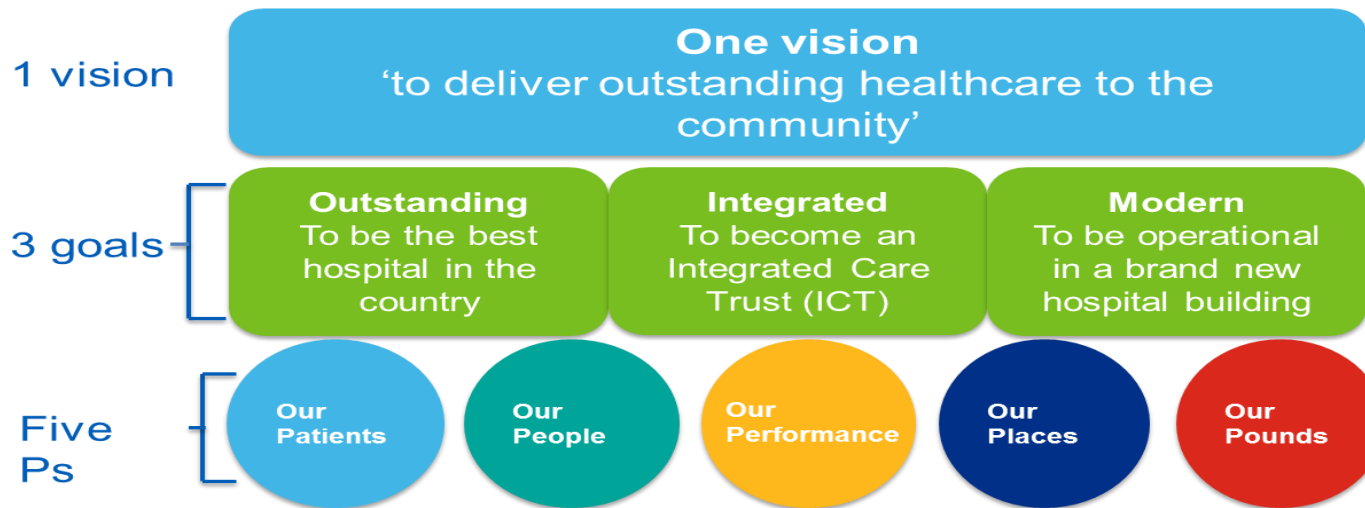 1 vision
One vision
‘to deliver outstanding healthcare to the
community’
3 goals
Outstanding
To be the best
hospital in the
country
Integrated
To become an
Integrated Care
Trust (ICT)
Modern
To be operational
in a brand new
hospital building
Five
Ps
Our
Patients
Our
People
Our
Performance
Our
Places
Our
Pounds